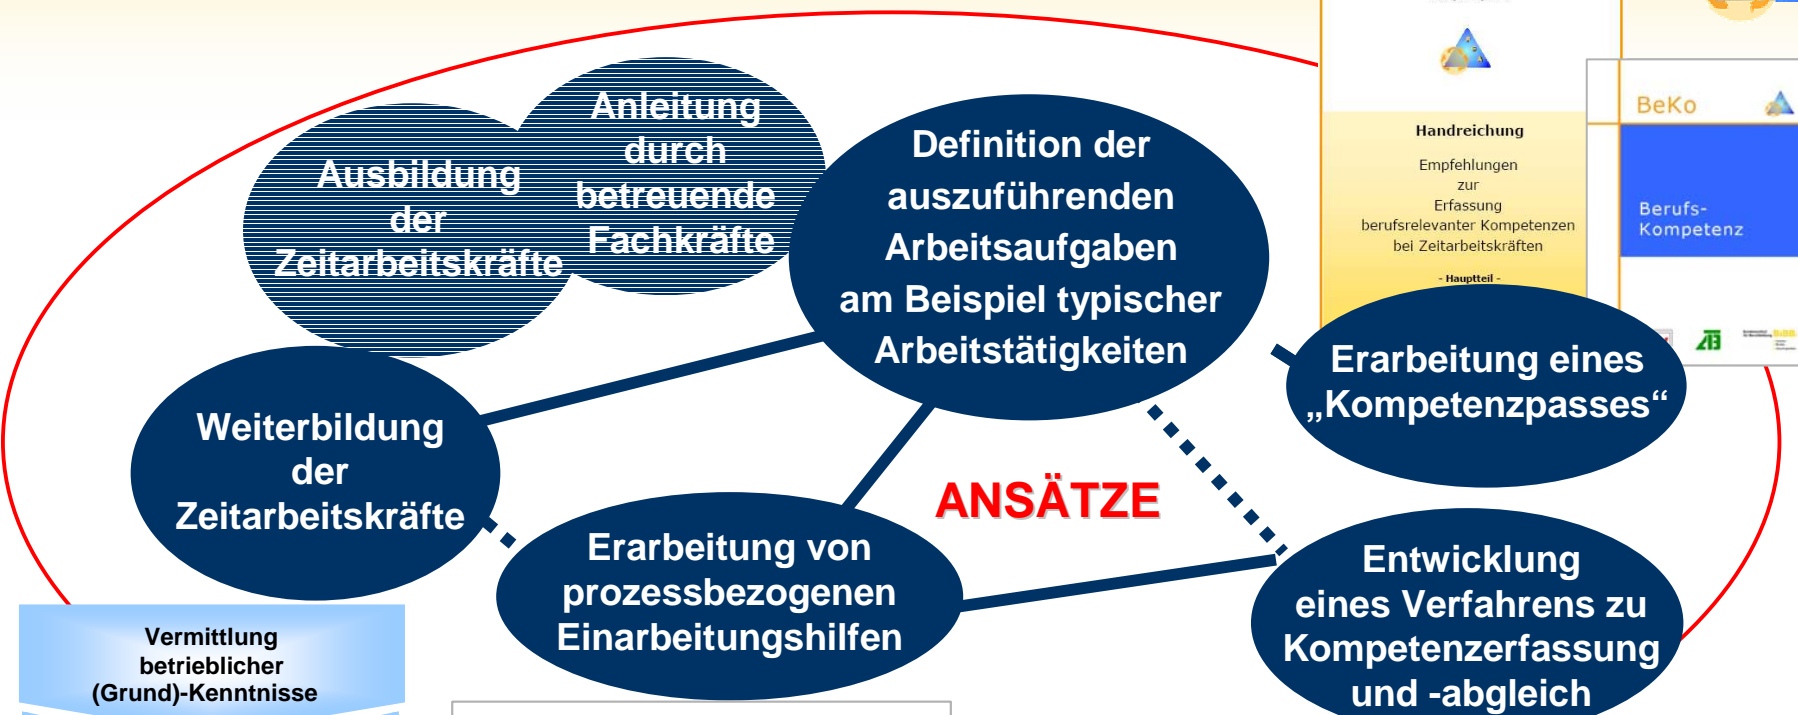 Anleitung
durch
betreuende
Fachkräfte
Ausbildung
der
Zeitarbeitskräfte
Definition der
auszuführenden
Arbeitsaufgaben
am Beispiel typischer
Arbeitstätigkeiten
Handreichung
Empfehlungen
zur
Erfassung
berufsrelevanter Kompetenzen
bei Zeitarbeitskräften
- Hauptteil -
BeKo
Berufs-
Kompetenz
Erarbeitung eines
„Kompetenzpasses“
Weiterbildung
der
Zeitarbeitskräfte
ANSÄTZE
Erarbeitung von
prozessbezogenen
Einarbeitungshilfen
Entwicklung
eines Verfahrens zu
Kompetenzerfassung
und -abgleich
Vermittlung
betrieblicher
(Grund)-Kenntnisse